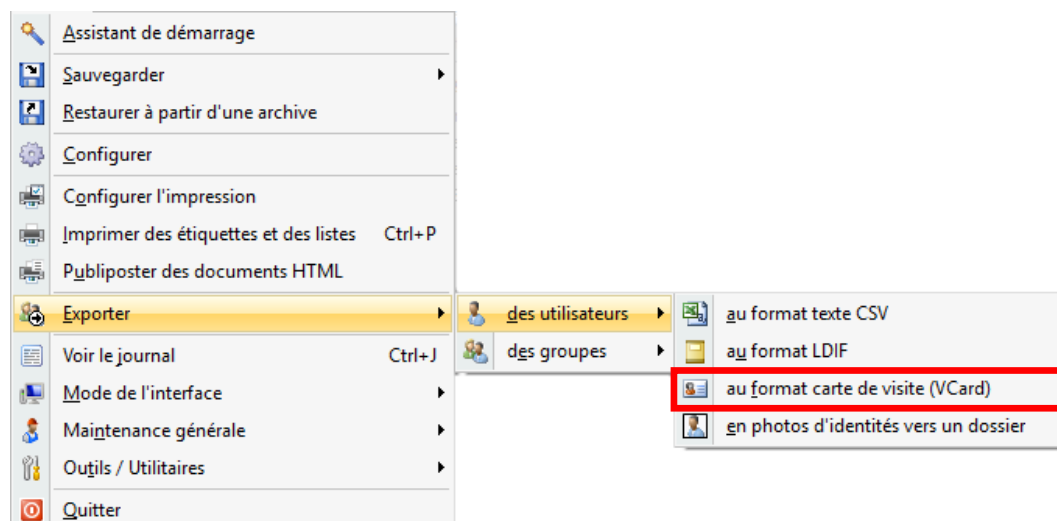 Assistant de démarrage
Sauvegarder
Restaurer à partir d'une archive
Configurer
Configurer l'impression
Imprimer des étiquettes et des listes Ctrl+P
Publiposter des documents HTML
Exporter
Voir le journal Ctrl+J
Mode de l'interface
Maintenance générale
Outils / Utilitaires
Quitter
des utilisateurs
des groupes
au format texte CSV
au format LDIF
au format carte de visite (VCard)
en photos d'identités vers un dossier